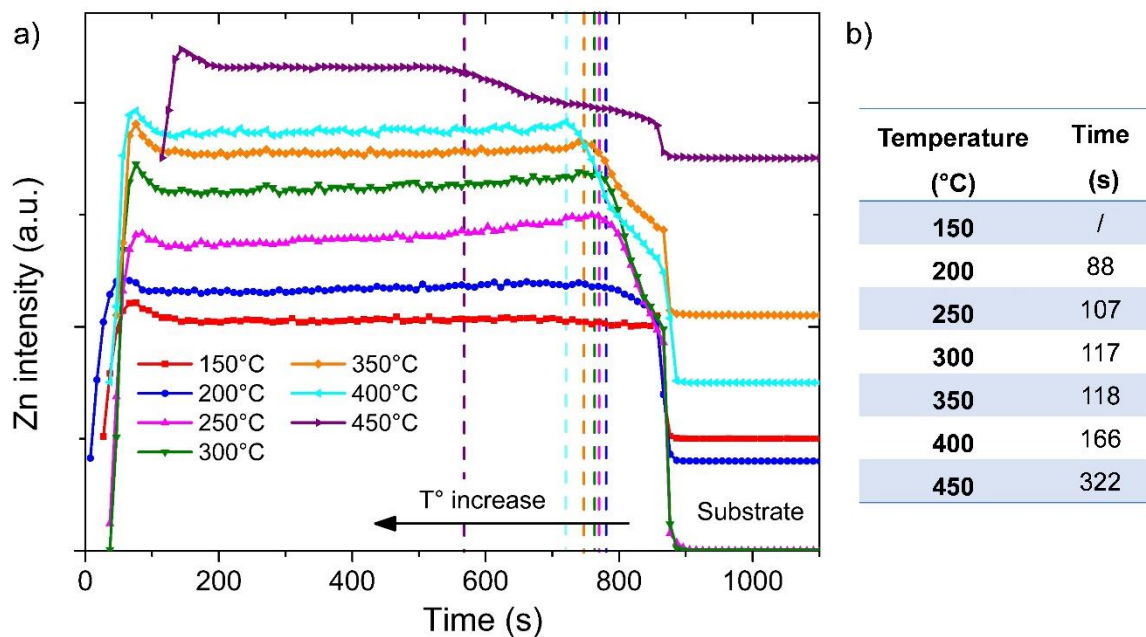 a)
Zn intensity (a.u.)
150°C
200°C
250°C
300°C
350°C
400°C
450°C
T° increase
Substrate
0 200 400 600 800 1000
Time (s)
b)
Temperature Time
(°C) (s)
150 /
200 88
250 107
300 117
350 118
400 166
450 322